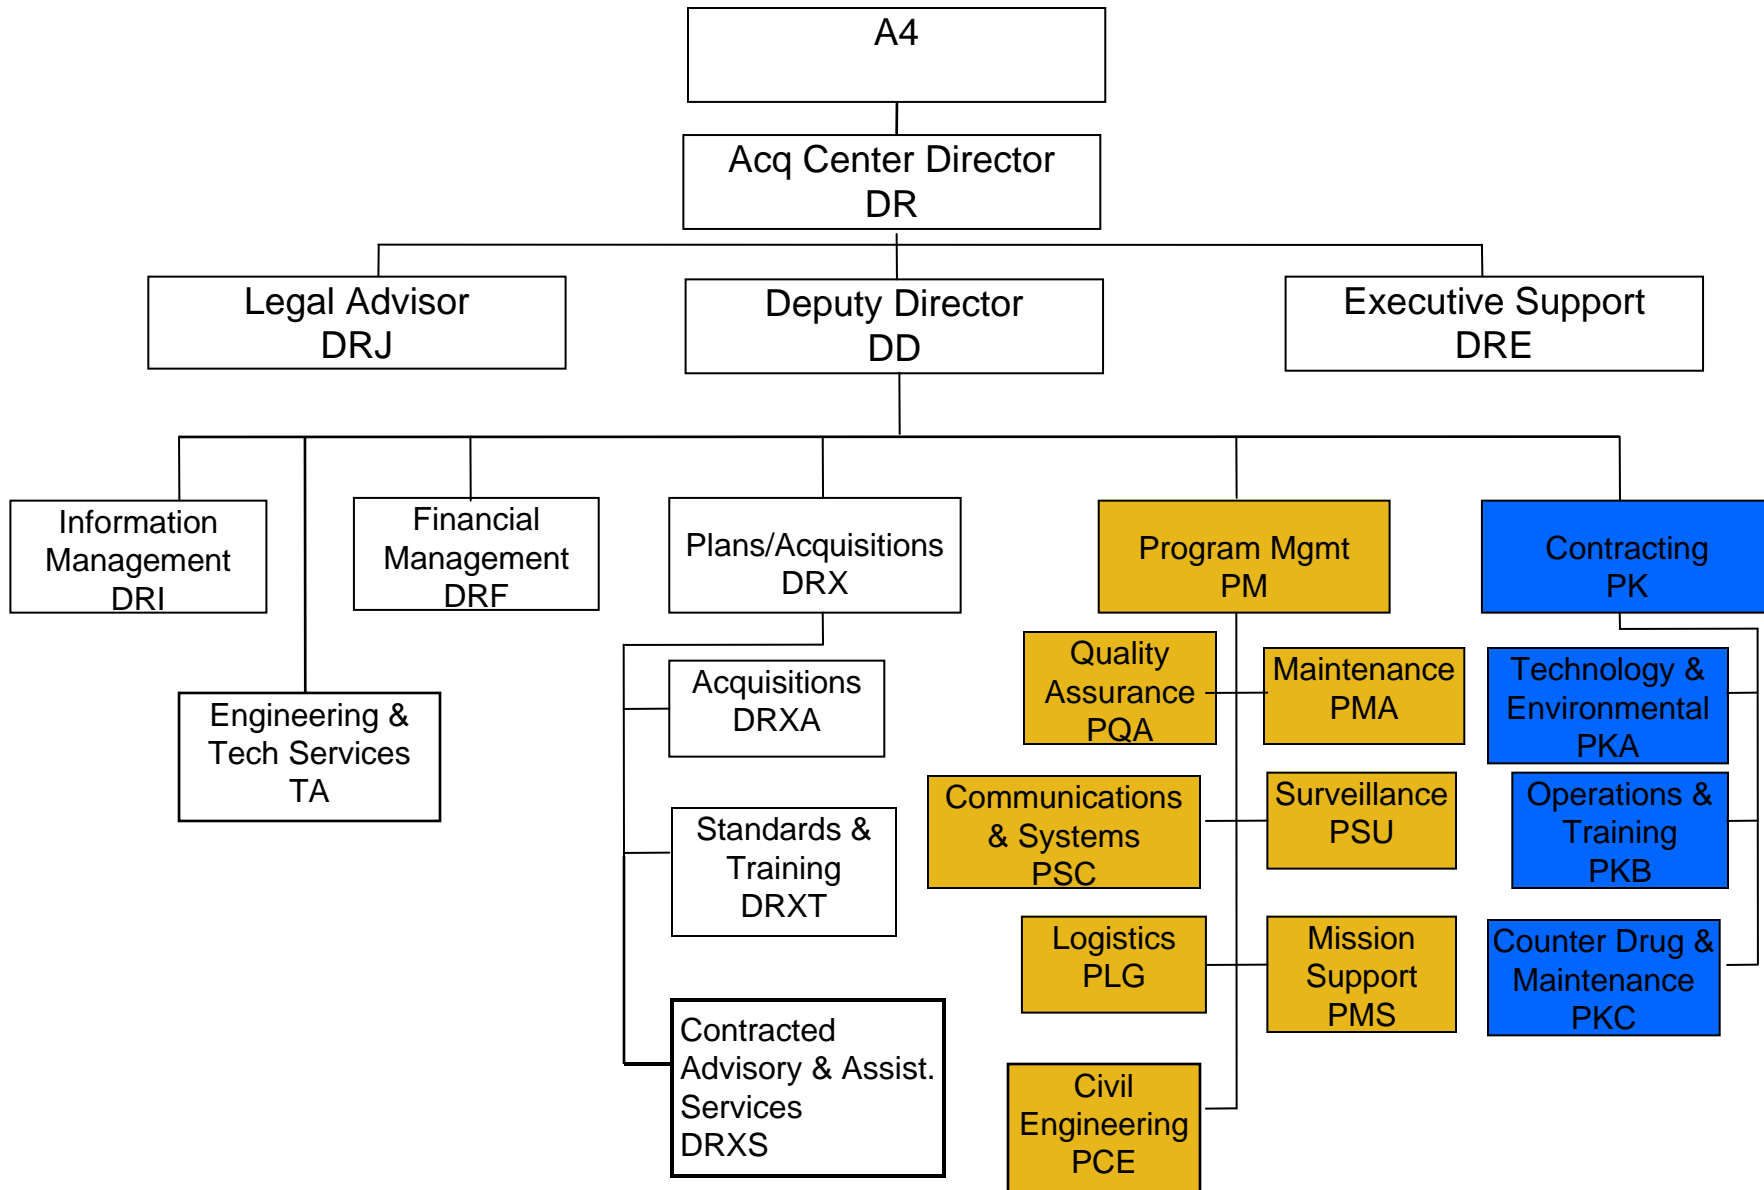 A4
Acq Center Director
DR
Legal Advisor
DRJ
Deputy Director
DD
Executive Support
DRE
Information
Management
DRI
Engineering &
Tech Services
TA
Financial
Management
DRF
Plans/Acquisitions
DRX
Acquisitions
DRXA
Standards &
Training
DRXT
Contracted
Advisory & Assist.
Services
DRXS
Program Mgmt
PM
Quality
Assurance
PQA
Maintenance
PMA
Communications
& Systems
PSC
Surveillance
PSU
Logistics
PLG
Mission
Support
PMS
Civil
Engineering
PCE
Contracting
PK
Technology &
Environmental
PKA
Operations &
Training
PKB
Counter Drug &
Maintenance
PKC